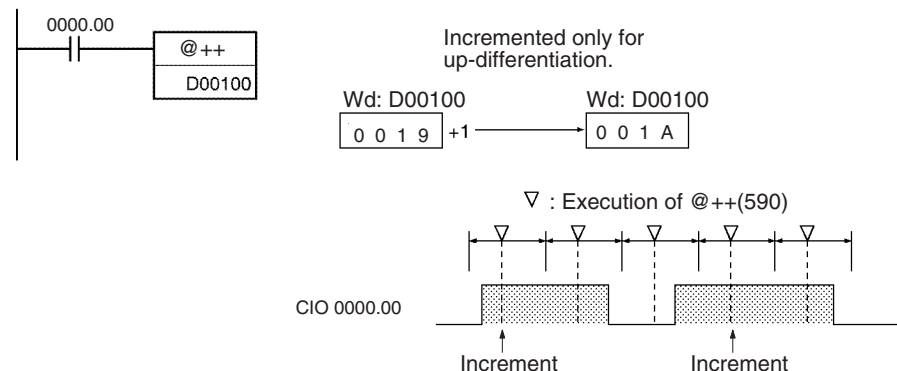 0000.00
@++
D00100
Incremented only for
up-differentiation.
Wd: D00100
Wd: D00100
0 0 1 9 +1
0 0 1 A
▽ : Execution of @++(590)
CIO 0000.00
Increment
Increment